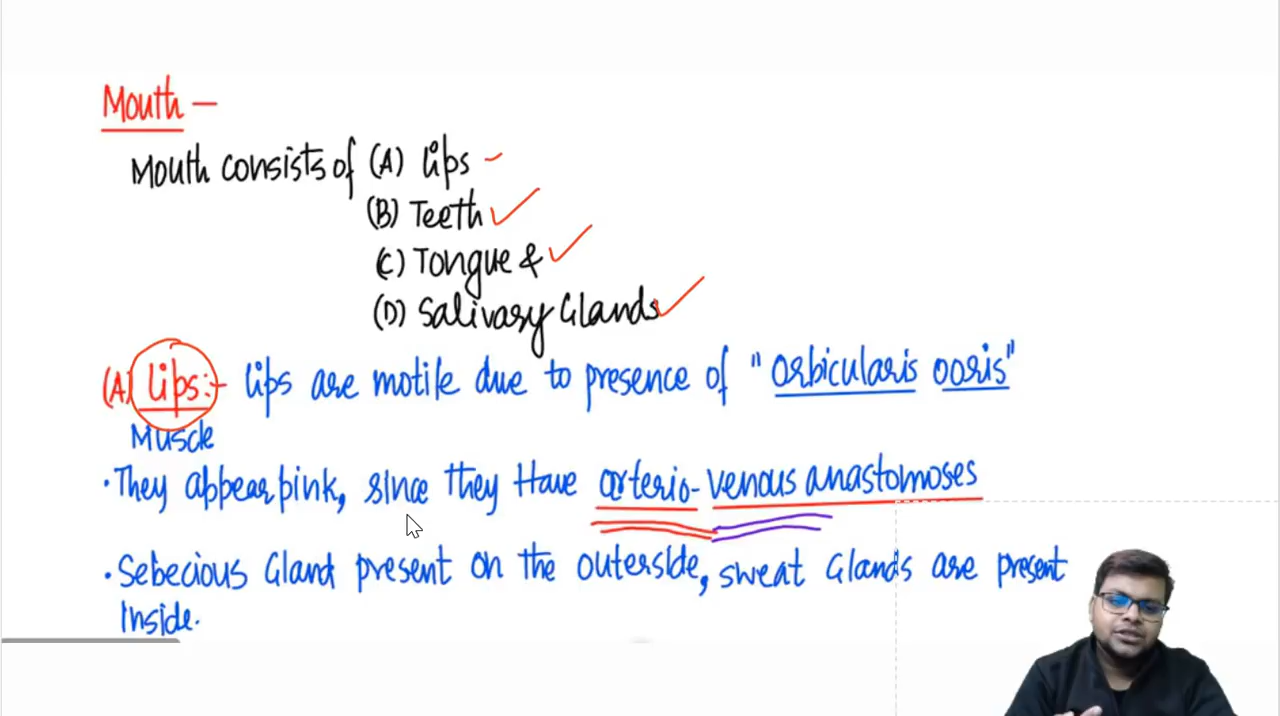 Mouth –
Mouth consists of (A) lips -
(B) Teeth
(C) Tongue &
(D) Salivary Glands
(A) Lips:- Lips are motile due to presence of "Orbicularis ooris"
Muscle
• They appear pink, since they Have arterio-venous anastomoses
• Sebecious Gland present on the outerside, sweat Glands are present
Inside.